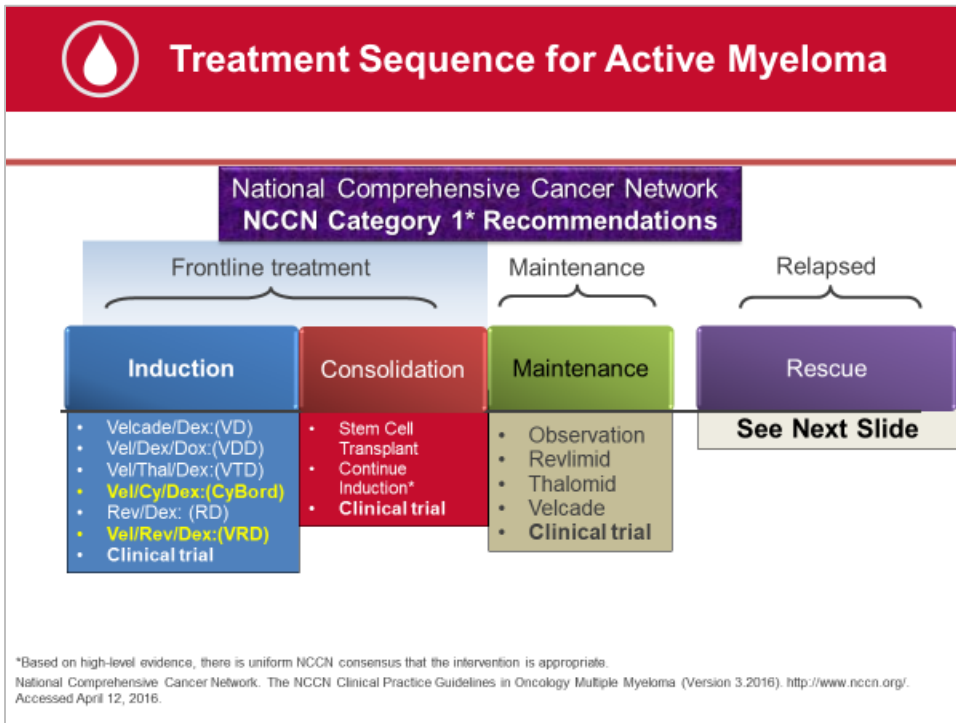 Treatment Sequence for Active Myeloma
National Comprehensive Cancer Network
NCCN Category 1* Recommendations
Frontline treatment
Maintenance
Relapsed
Induction
Consolidation
Maintenance
Rescue
• Velcade/Dex:(VD)
• Vel/Dex/Dox:(VDD)
• Vel/Thal/Dex:(VTD)
• Vel/Cy/Dex:(CyBord)
• Rev/Dex: (RD)
• Vel/Rev/Dex:(VRD)
• Clinical trial
• Stem Cell
Transplant
• Continue
Induction*
• Clinical trial
• Observation
• Revlimid
• Thalomid
• Velcade
• Clinical trial
See Next Slide
*Based on high-level evidence, there is uniform NCCN consensus that the intervention is appropriate.
National Comprehensive Cancer Network. The NCCN Clinical Practice Guidelines in Oncology Multiple Myeloma (Version 3.2016). http://www.nccn.org/.
Accessed April 12, 2016.